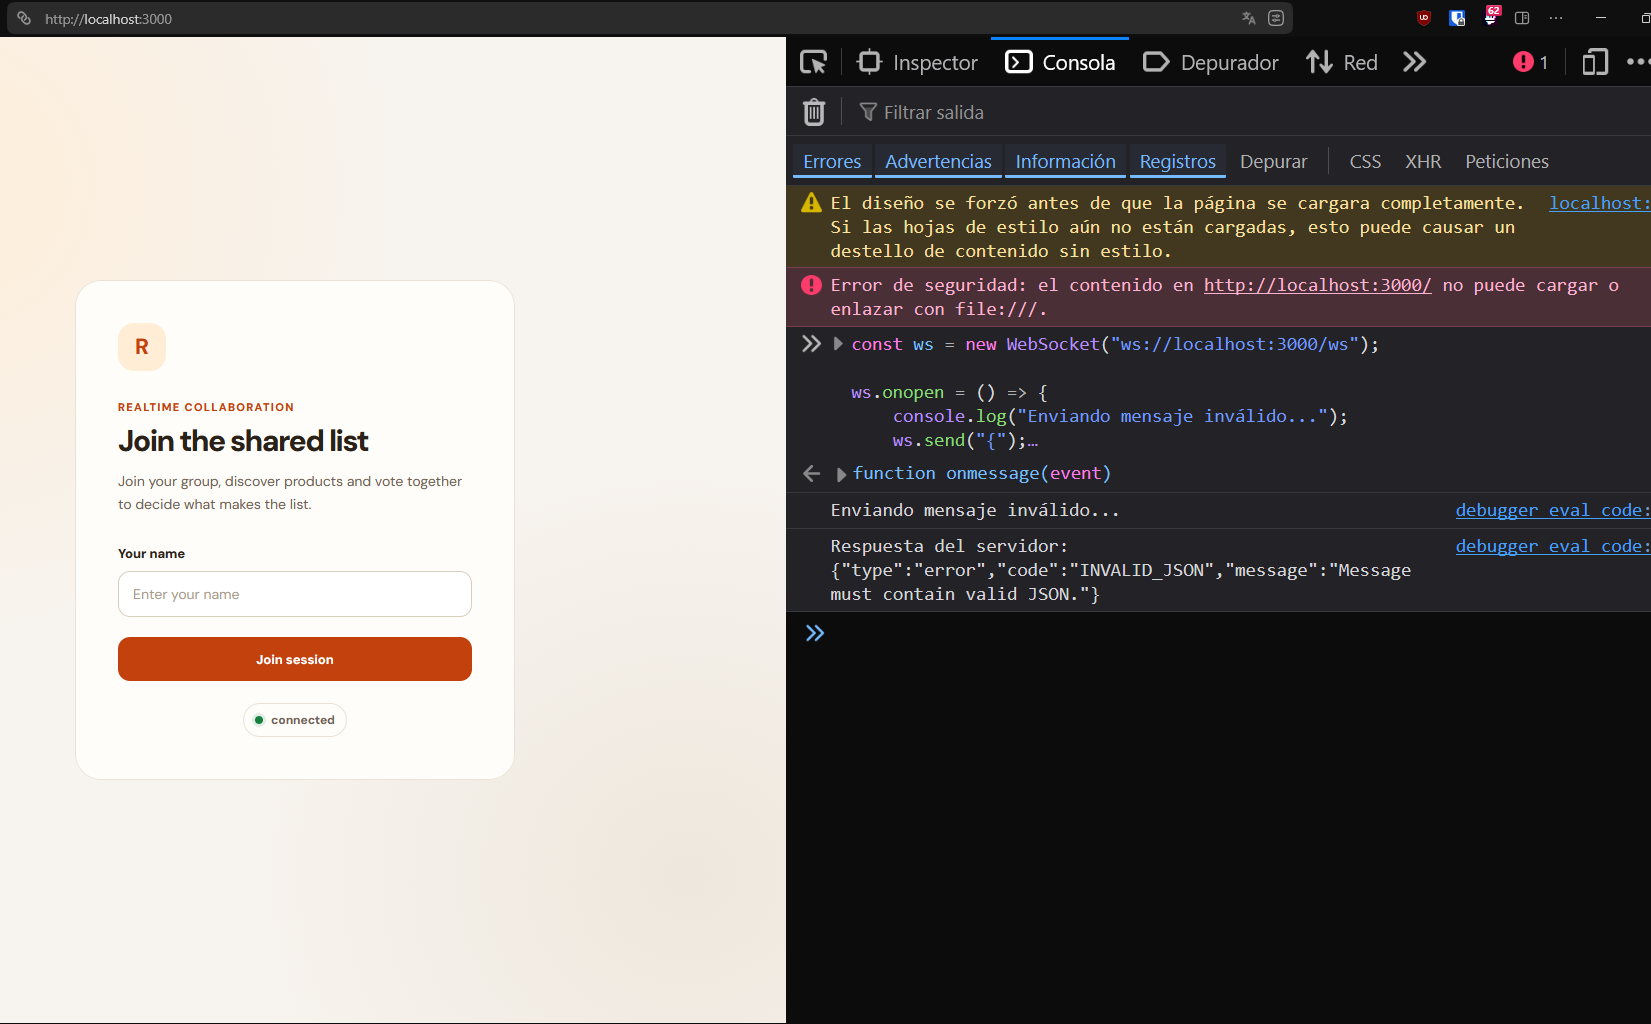 http://localhost:3000
62
Inspector
Consola
Depurador
Red
1
Filtrar salida
Errores
Advertencias
Información
Registros
Depurar
CSS
XHR
Peticiones
El diseño se forzó antes de que la página se cargara completamente.
localhost:
Si las hojas de estilo aún no están cargadas, esto puede causar un
destello de contenido sin estilo.
Error de seguridad: el contenido en http://localhost:3000/ no puede cargar o
enlazar con file:///.
const ws = new WebSocket("ws://localhost:3000/ws");
ws.onopen = () => {
console.log("Enviando mensaje inválido...");
ws.send("{");…
function onmessage(event)
Enviando mensaje inválido...
debugger eval code:
Respuesta del servidor:
debugger eval code:
{"type":"error","code":"INVALID_JSON","message":"Message
must contain valid JSON."}
R
REALTIME COLLABORATION
Join the shared list
Join your group, discover products and vote together
to decide what makes the list.
Your name
Enter your name
Join session
connected